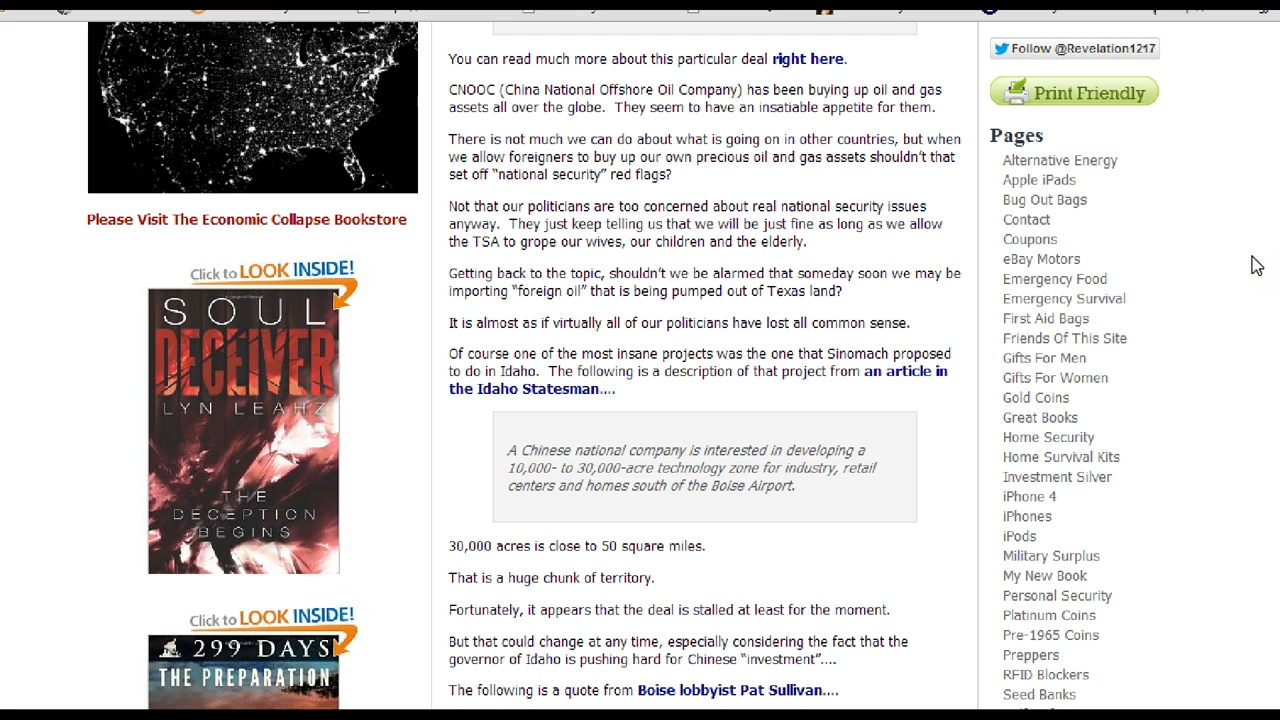 Please Visit The Economic Collapse Bookstore
Click to LOOK INSIDE!
SOUL
DECEIVER
LYN LEAHZ
THE
DECEPTION
BEGINS
Click to LOOK INSIDE!
299 DAYS
THE PREPARATION
You can read much more about this particular deal right here.
CNOOC (China National Offshore Oil Company) has been buying up oil and gas
assets all over the globe.  They seem to have an insatiable appetite for them.
There is not much we can do about what is going on in other countries, but when
we allow foreigners to buy up our own precious oil and gas assets shouldn't that
set off “national security” red flags?
Not that our politicians are too concerned about real national security issues
anyway.  They just keep telling us that we will be just fine as long as we allow
the TSA to grope our wives, our children and the elderly.
Getting back to the topic, shouldn't we be alarmed that someday soon we may be
importing “foreign oil” that is being pumped out of Texas land?
It is almost as if virtually all of our politicians have lost all common sense.
Of course one of the most insane projects was the one that Sinomach proposed
to do in Idaho.  The following is a description of that project from an article in
the Idaho Statesman....
A Chinese national company is interested in developing a
10,000- to 30,000-acre technology zone for industry, retail
centers and homes south of the Boise Airport.
30,000 acres is close to 50 square miles.
That is a huge chunk of territory.
Fortunately, it appears that the deal is stalled at least for the moment.
But that could change at any time, especially considering the fact that the
governor of Idaho is pushing hard for Chinese “investment”....
The following is a quote from Boise lobbyist Pat Sullivan....
Follow @Revelation1217
Print Friendly
Pages
Alternative Energy
Apple iPads
Bug Out Bags
Contact
Coupons
eBay Motors
Emergency Food
Emergency Survival
First Aid Bags
Friends Of This Site
Gifts For Men
Gifts For Women
Gold Coins
Great Books
Home Security
Home Survival Kits
Investment Silver
iPhone 4
iPhones
iPods
Military Surplus
My New Book
Personal Security
Platinum Coins
Pre-1965 Coins
Preppers
RFID Blockers
Seed Banks